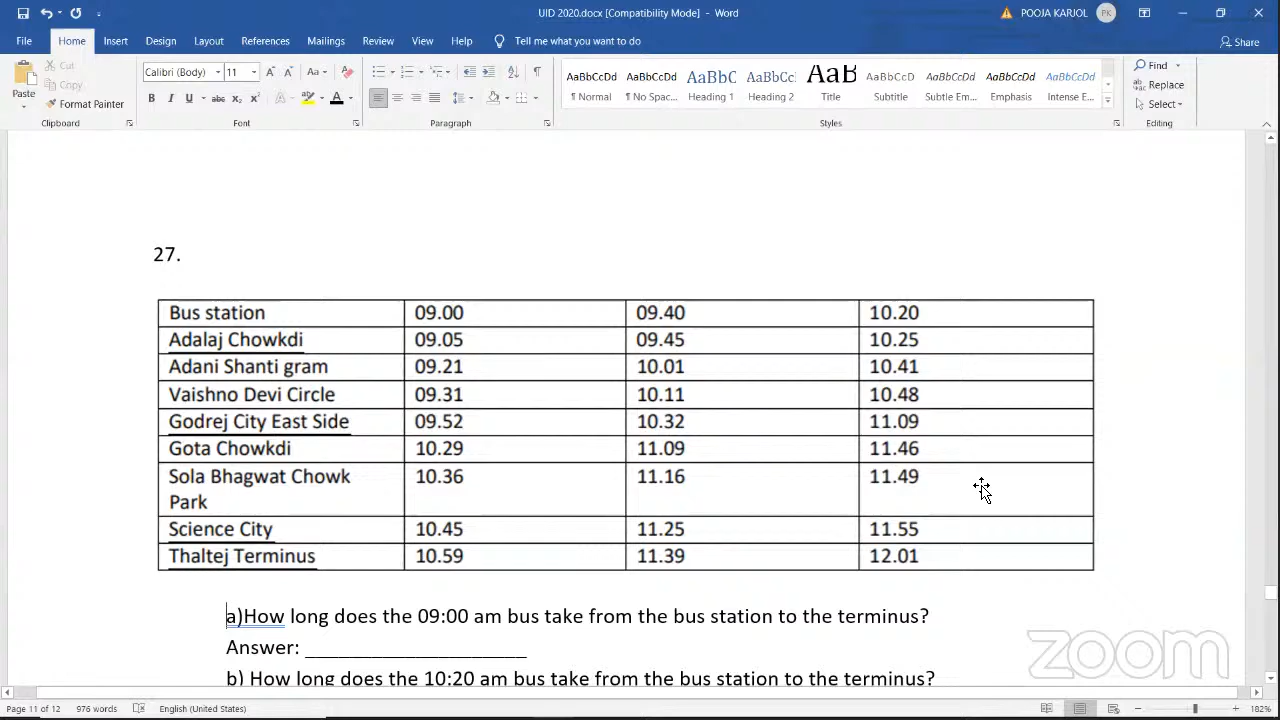 UID 2020.docx [Compatibility Mode] - Word
POOJA KARJOL PK
File Home Insert Design Layout References Mailings Review View Help Tell me what you want to do Share
Paste Cut Copy Format Painter
Clipboard
Calibri (Body) 11
B I U abc x₂ x² A A
Font
Paragraph
AaBbCcDd AaBbCcDd AaBbC AaBbCc AaB AaBbCcD AaBbCcDd AaBbCcDd AaBbCcDd
¶ Normal ¶ No Spac... Heading 1 Heading 2 Title Subtitle Subtle Em... Emphasis Intense E...
Styles
Find
Replace
Select
Editing
27.
Bus station 09.00 09.40 10.20
Adalaj Chowkdi 09.05 09.45 10.25
Adani Shanti gram 09.21 10.01 10.41
Vaishno Devi Circle 09.31 10.11 10.48
Godrej City East Side 09.52 10.32 11.09
Gota Chowkdi 10.29 11.09 11.46
Sola Bhagwat Chowk 10.36 11.16 11.49
Park
Science City 10.45 11.25 11.55
Thaltej Terminus 10.59 11.39 12.01
a)How long does the 09:00 am bus take from the bus station to the terminus?
Answer: ____________________
b) How long does the 10:20 am bus take from the bus station to the terminus?
zoom
Page 11 of 12 976 words English (United States) 182%